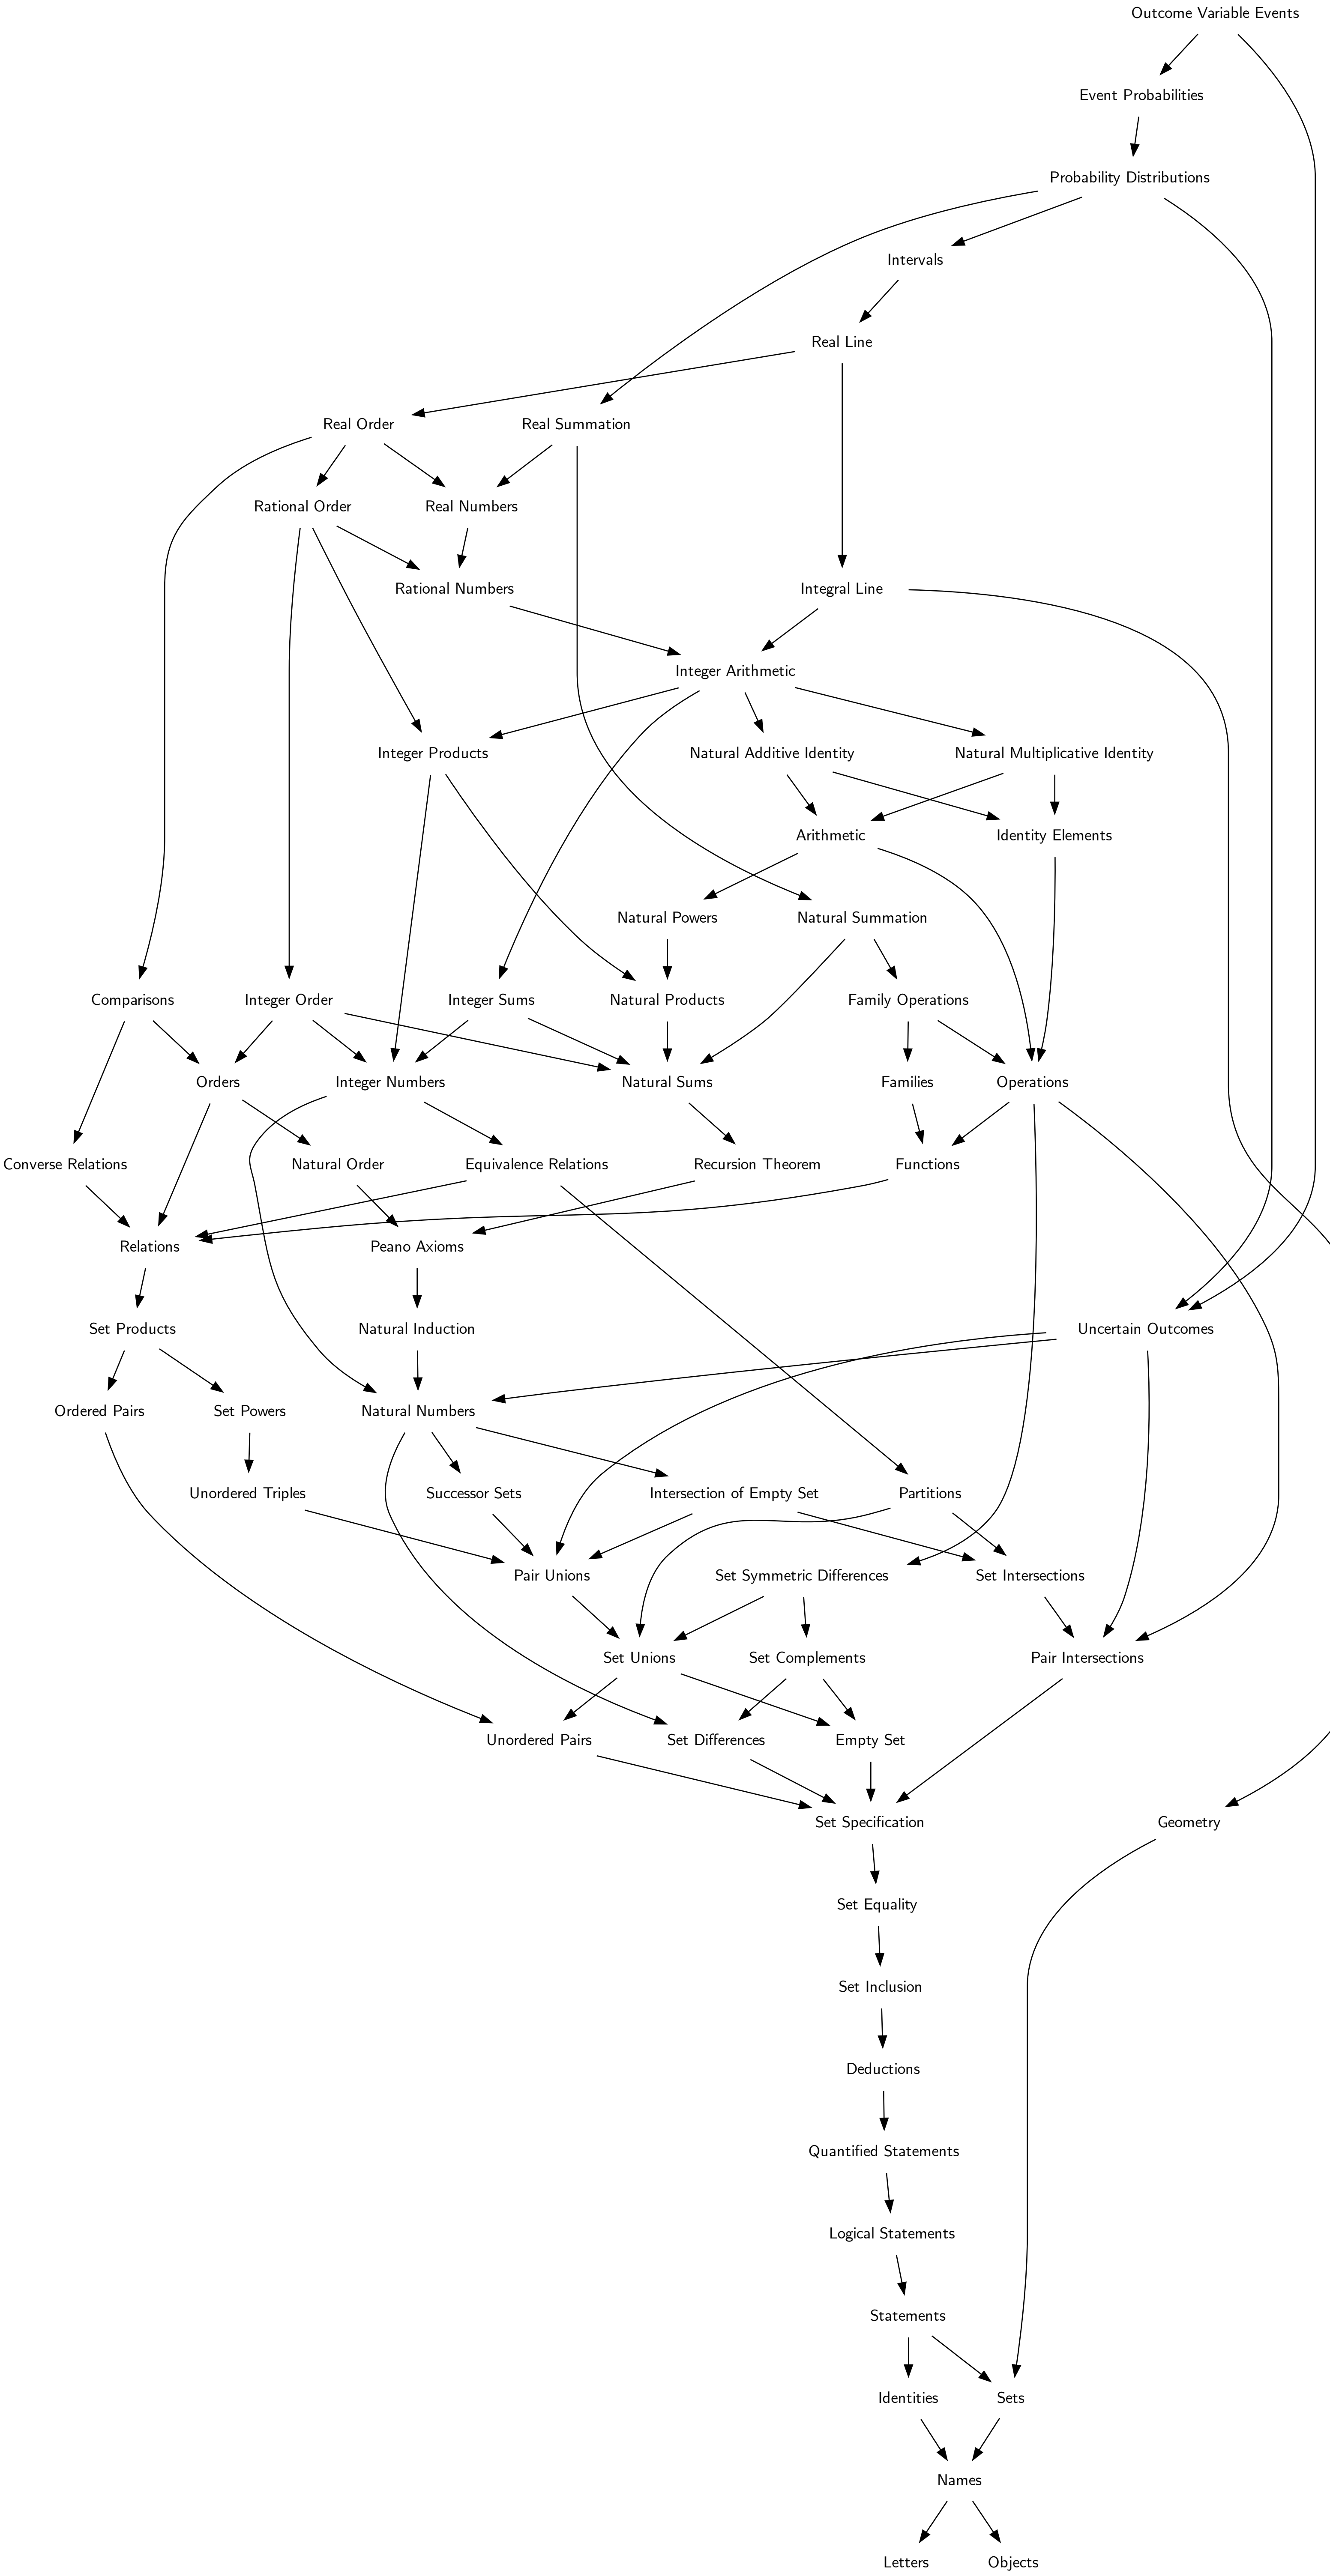 Outcome Variable Events
Event Probabilities
Probability Distributions
Intervals
Real Line
Real Order
Real Summation
Rational Order
Real Numbers
Rational Numbers
Integral Line
Integer Arithmetic
Integer Products
Natural Additive Identity
Natural Multiplicative Identity
Arithmetic
Identity Elements
Natural Powers
Natural Summation
Comparisons
Integer Order
Integer Sums
Natural Products
Family Operations
Orders
Integer Numbers
Natural Sums
Families
Operations
Converse Relations
Natural Order
Equivalence Relations
Recursion Theorem
Functions
Relations
Peano Axioms
Set Products
Natural Induction
Uncertain Outcomes
Ordered Pairs
Set Powers
Natural Numbers
Unordered Triples
Successor Sets
Intersection of Empty Set
Partitions
Pair Unions
Set Symmetric Differences
Set Intersections
Set Unions
Set Complements
Pair Intersections
Unordered Pairs
Set Differences
Empty Set
Set Specification
Geometry
Set Equality
Set Inclusion
Deductions
Quantified Statements
Logical Statements
Statements
Identities
Sets
Names
Letters
Objects